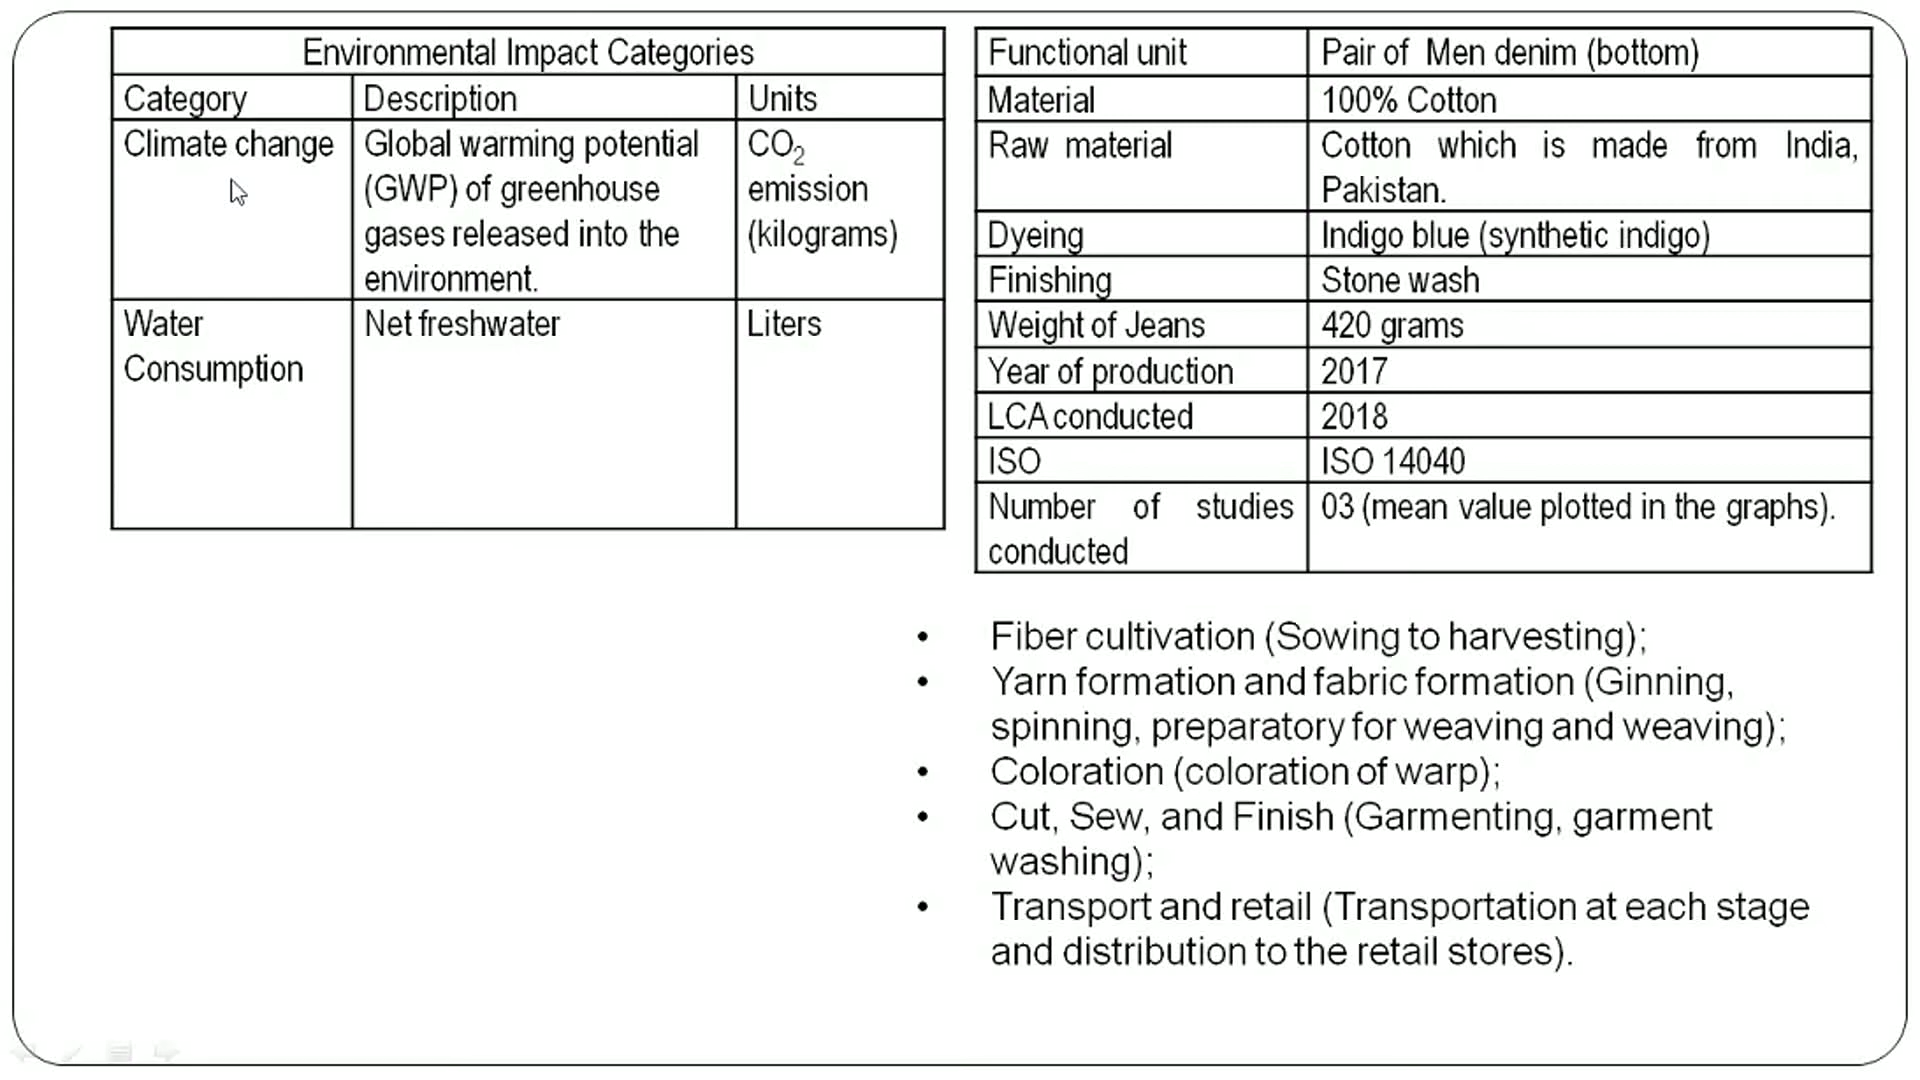 Environmental Impact Categories
Category Description Units
Climate change Global warming potential CO2
(GWP) of greenhouse emission
gases released into the (kilograms)
environment.
Water Net freshwater Liters
Consumption
Functional unit Pair of Men denim (bottom)
Material 100% Cotton
Raw material Cotton which is made from India,
Pakistan.
Dyeing Indigo blue (synthetic indigo)
Finishing Stone wash
Weight of Jeans 420 grams
Year of production 2017
LCA conducted 2018
ISO ISO 14040
Number of studies 03 (mean value plotted in the graphs).
conducted
• Fiber cultivation (Sowing to harvesting);
• Yarn formation and fabric formation (Ginning,
spinning, preparatory for weaving and weaving);
• Coloration (coloration of warp);
• Cut, Sew, and Finish (Garmenting, garment
washing);
• Transport and retail (Transportation at each stage
and distribution to the retail stores).